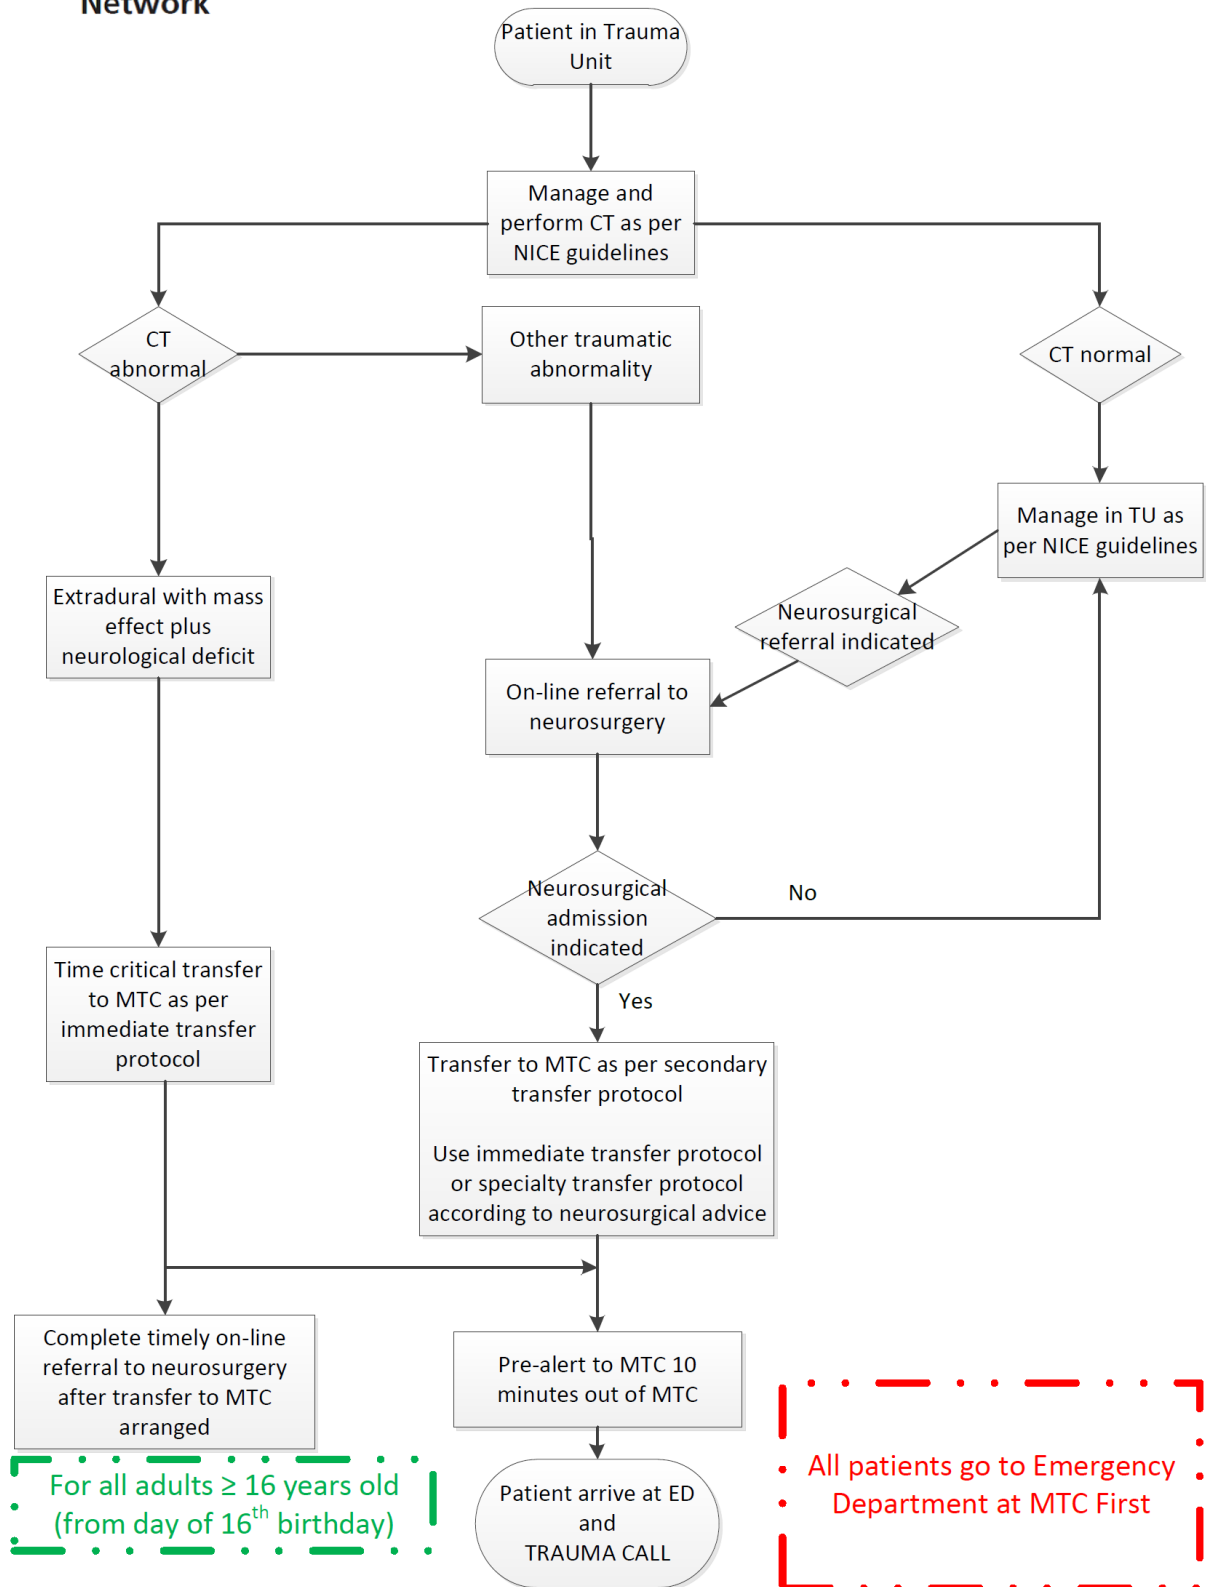 Network
Patient in Trauma
Unit
Manage and
perform CT as per
NICE guidelines
CT
abnormal
Other traumatic
abnormality
CT normal
Manage in TU as
per NICE guidelines
Extradural with mass
effect plus
neurological deficit
Neurosurgical
referral indicated
On-line referral to
neurosurgery
Neurosurgical
admission
indicated
No
Yes
Time critical transfer
to MTC as per
immediate transfer
protocol
Transfer to MTC as per secondary
transfer protocol
Use immediate transfer protocol
or specialty transfer protocol
according to neurosurgical advice
Complete timely on-line
referral to neurosurgery
after transfer to MTC
arranged
Pre-alert to MTC 10
minutes out of MTC
For all adults ≥ 16 years old
(from day of 16th birthday)
Patient arrive at ED
and
TRAUMA CALL
All patients go to Emergency
Department at MTC First